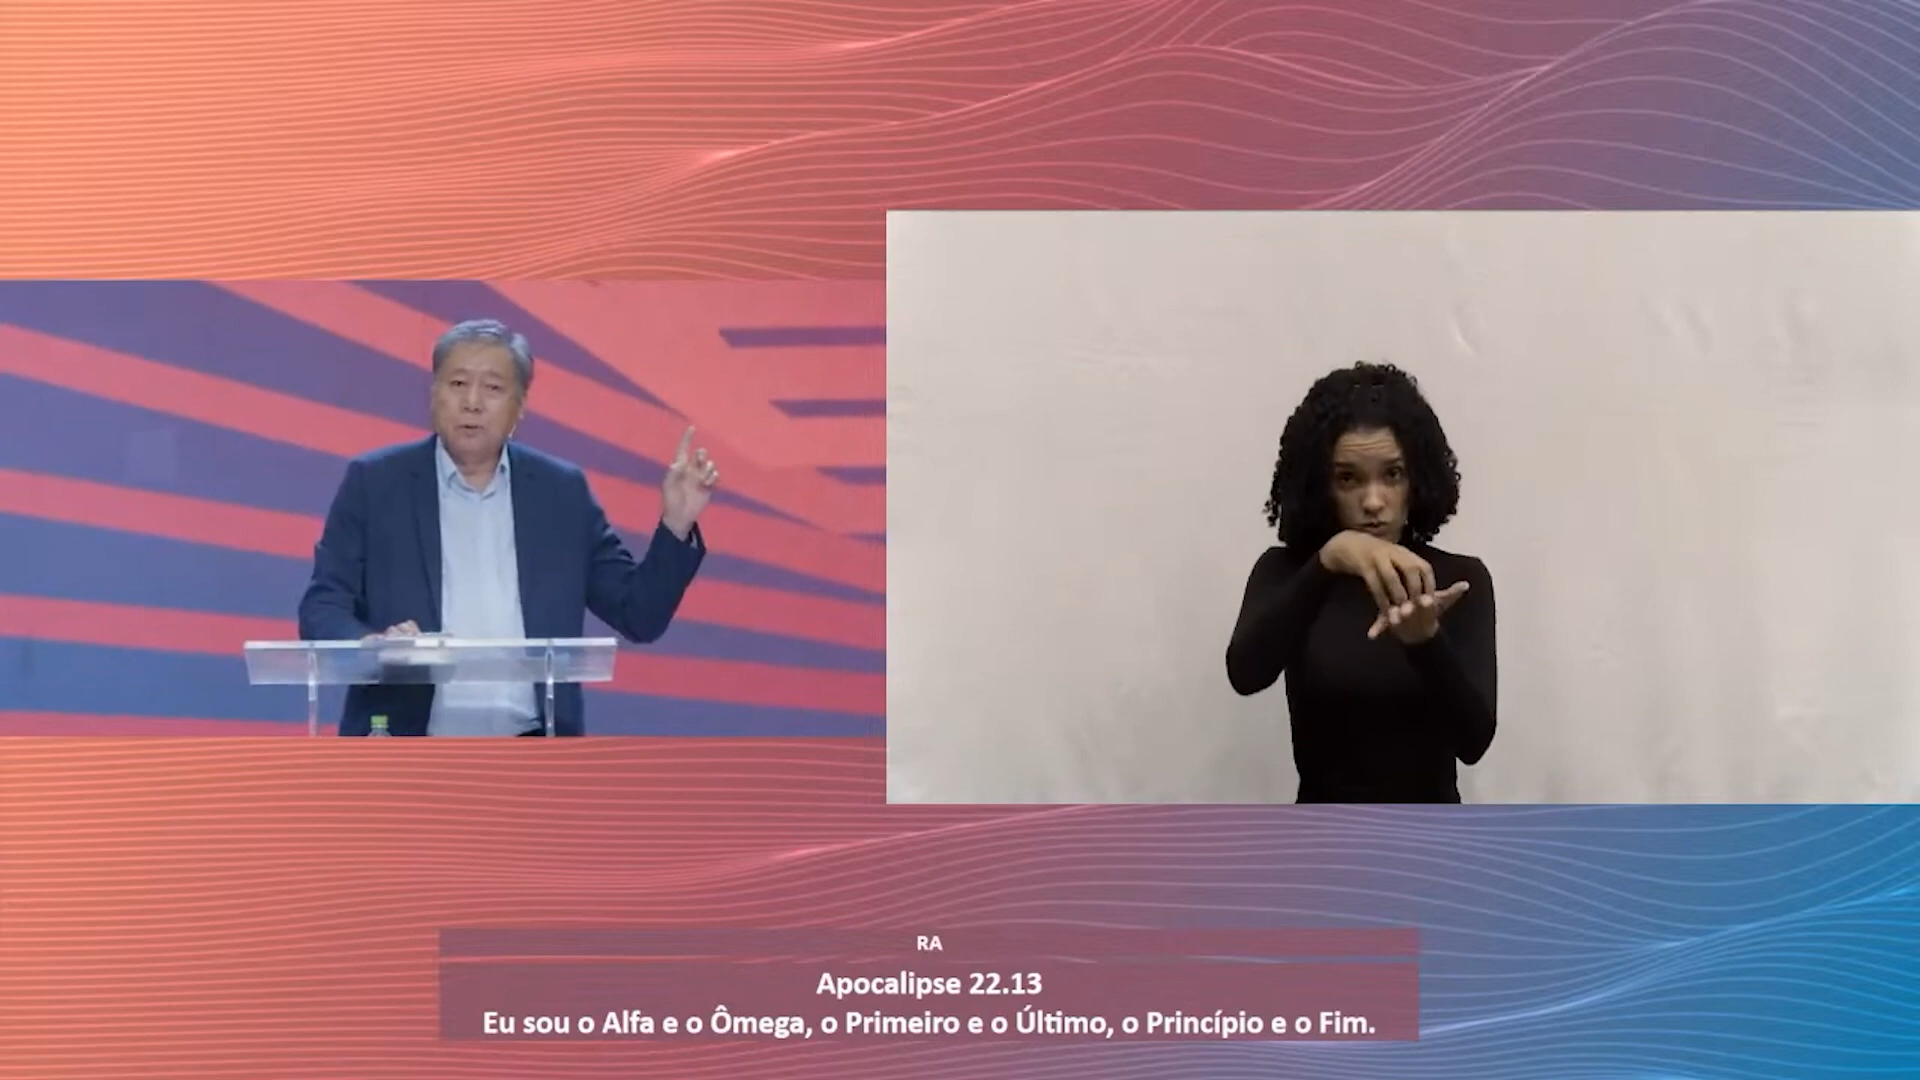 RA
Apocalipse 22.13
Eu sou o Alfa e o Ômega, o Primeiro e o Último, o Princípio e o Fim.